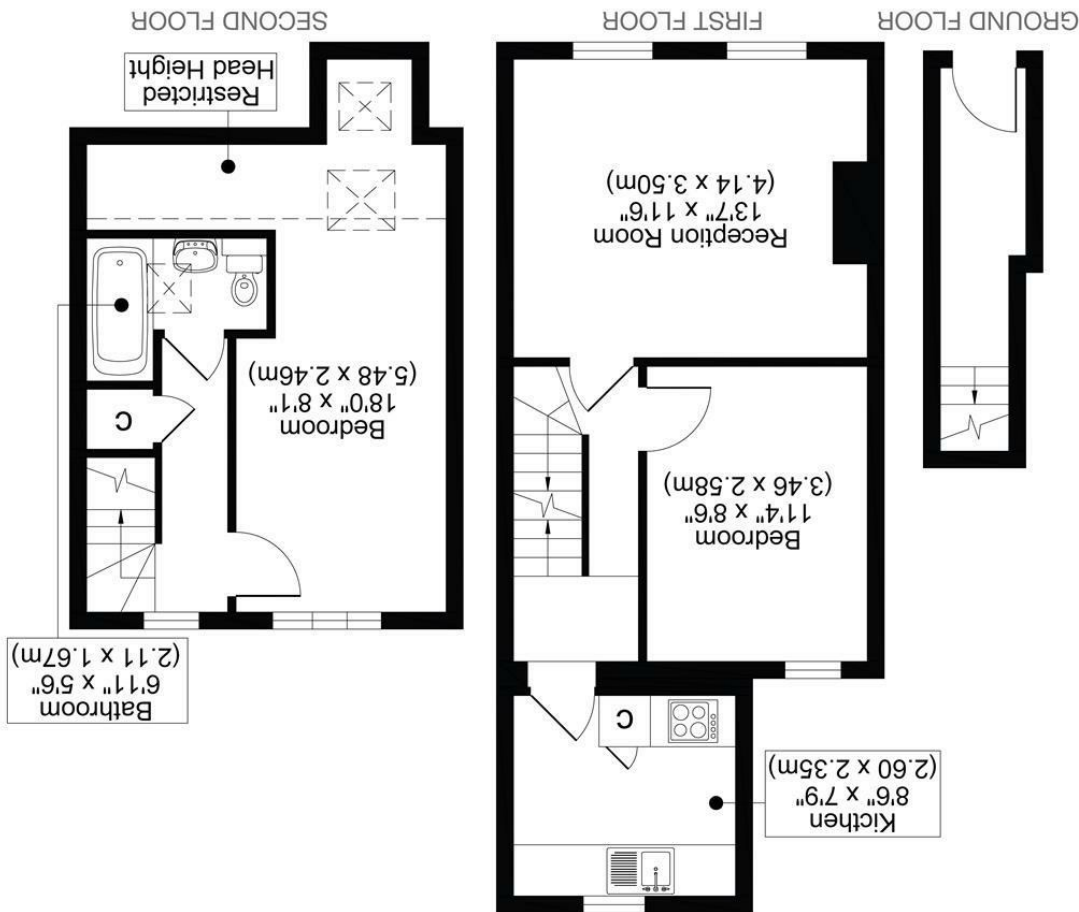 Kicthen
8'6" x 7'9"
(2.60 x 2.35m)
C
Bedroom
11'4" x 8'6"
(3.46 x 2.58m)
Reception Room
13'7" x 11'6"
(4.14 x 3.50m)
Bathroom
6'11" x 5'6"
(2.11 x 1.67m)
Bedroom
18'0" x 8'1"
(5.48 x 2.46m)
C
Restricted
Head Height
GROUND FLOOR
FIRST FLOOR
SECOND FLOOR